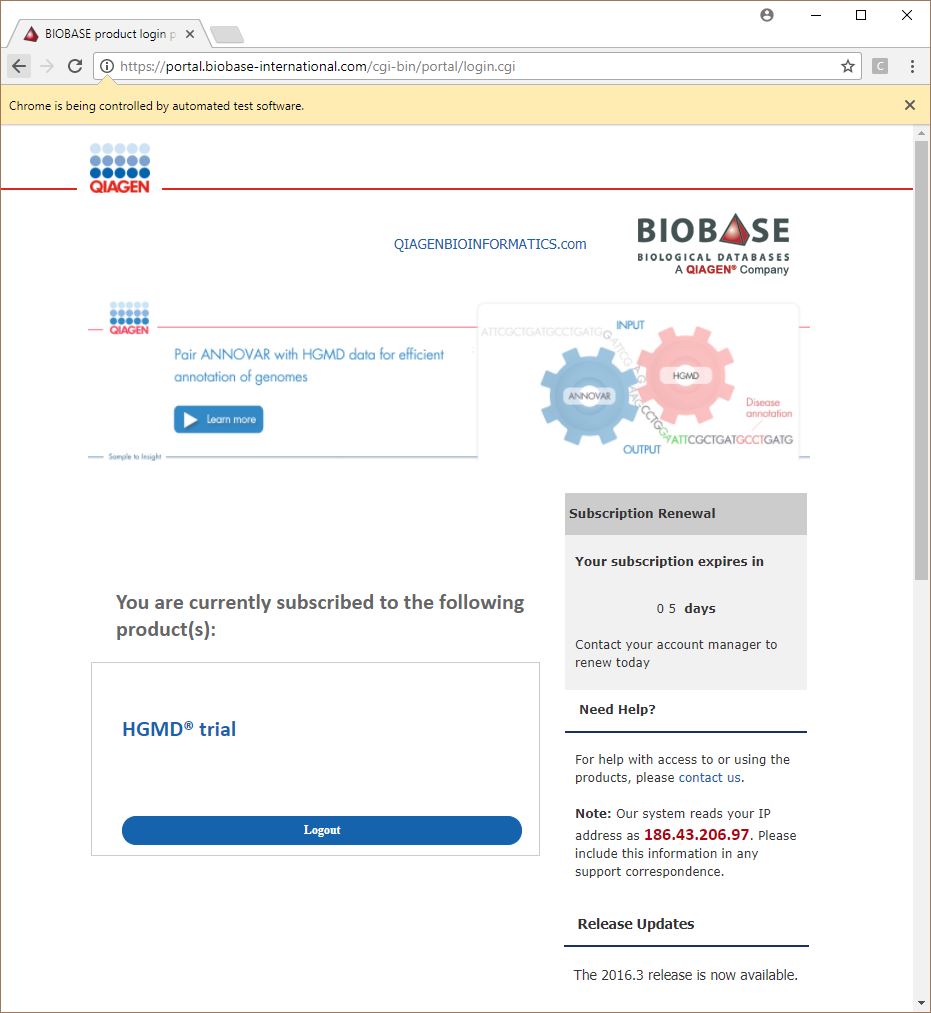 BIOBASE product login p
https://portal.biobase-international.com/cgi-bin/portal/login.cgi
C
Chrome is being controlled by automated test software.
QIAGEN
QIAGENBIOINFORMATICS.com
BIOBASE
BIOLOGICAL DATABASES
A QIAGEN® Company
QIAGEN
Pair ANNOVAR with HGMD data for efficient
annotation of genomes
Learn more
Sample to Insight
INPUT
ATTCGCTGATGCCTGATG
ANNOVAR
HGMD
Disease
annotation
ATTCGCTGATGCCTGATG
OUTPUT
Subscription Renewal
Your subscription expires in
0 5 days
Contact your account manager to
renew today
You are currently subscribed to the following
product(s):
HGMD® trial
Logout
Need Help?
For help with access to or using the
products, please contact us.
Note: Our system reads your IP
address as 186.43.206.97. Please
include this information in any
support correspondence.
Release Updates
The 2016.3 release is now available.